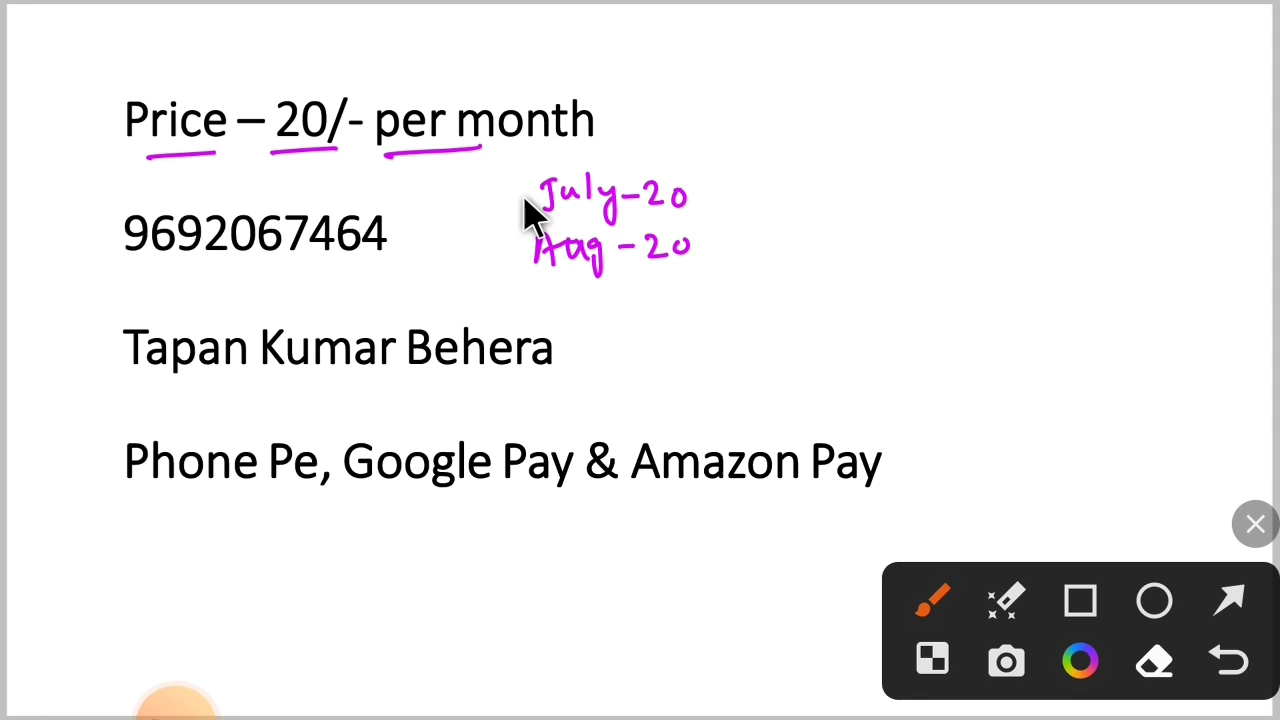 Price – 20/- per month
July - 20
9692067464
Aug - 20
Tapan Kumar Behera
Phone Pe, Google Pay & Amazon Pay